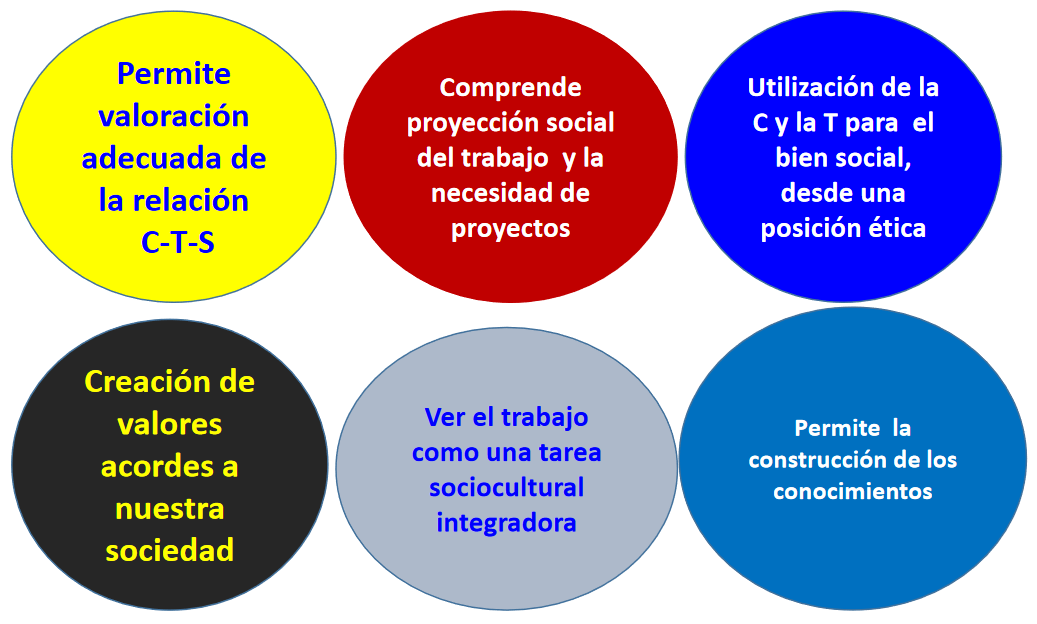 Permite
valoración
adecuada de
la relación
C-T-S
Comprende
proyección social
del trabajo  y la
necesidad de
proyectos
Utilización de la
C y la T para  el
bien social,
desde una
posición ética
Creación de
valores
acordes a
nuestra
sociedad
Ver el trabajo
como una tarea
sociocultural
integradora
Permite  la
construcción de los
conocimientos